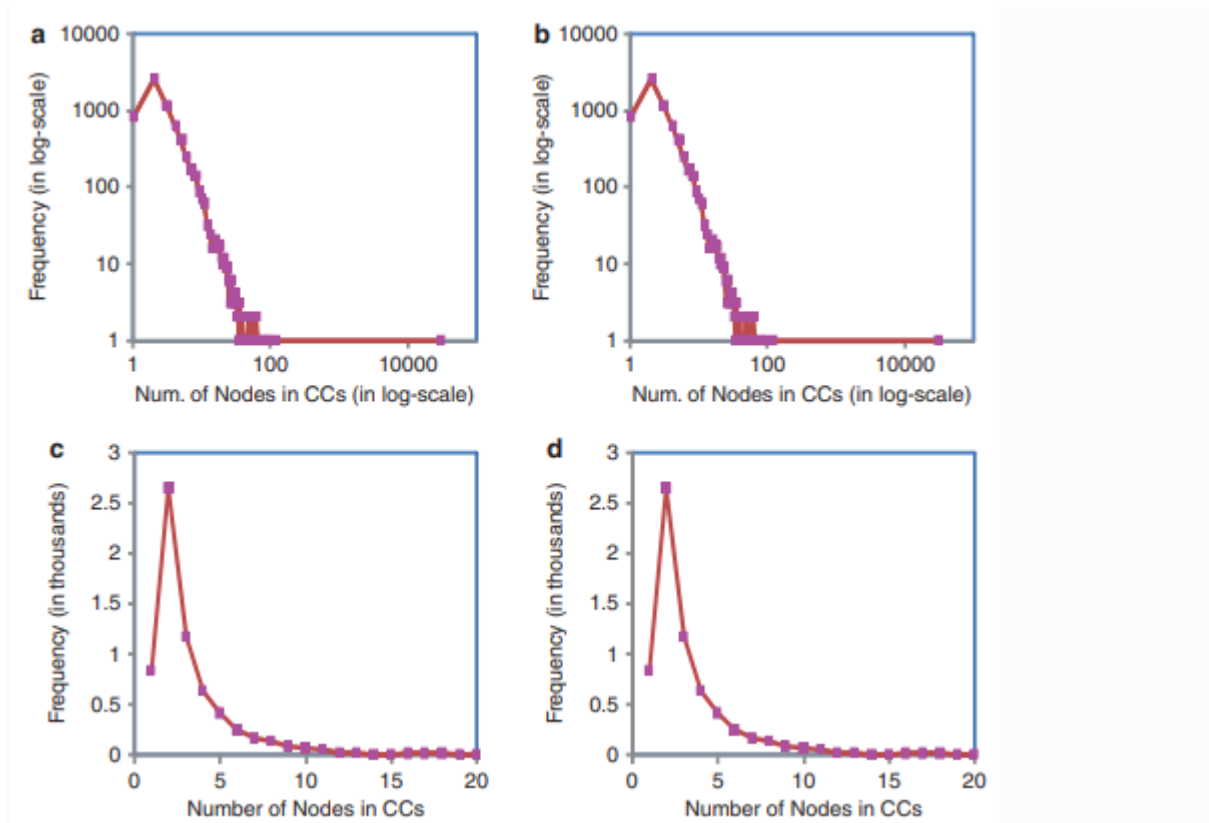 a
10000
1000
100
10
1
Frequency (in log-scale)
1 100 10000
Num. of Nodes in CCs (in log-scale)
b
10000
1000
100
10
1
Frequency (in log-scale)
1 100 10000
Num. of Nodes in CCs (in log-scale)
c
3
2.5
2
1.5
1
0.5
0
Frequency (in thousands)
0 5 10 15 20
Number of Nodes in CCs
d
3
2.5
2
1.5
1
0.5
0
Frequency (in thousands)
0 5 10 15 20
Number of Nodes in CCs